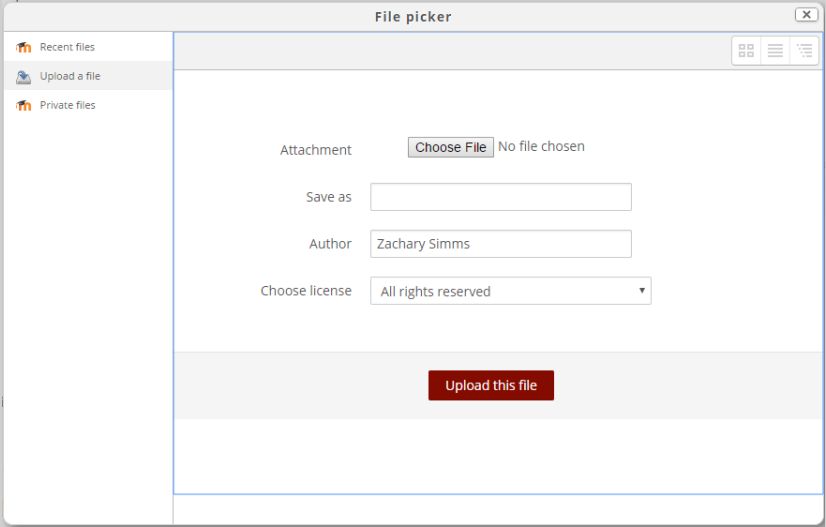 File picker
Recent files
Upload a file
Private files
Attachment Choose File No file chosen
Save as
Author Zachary Simms
Choose license All rights reserved
Upload this file